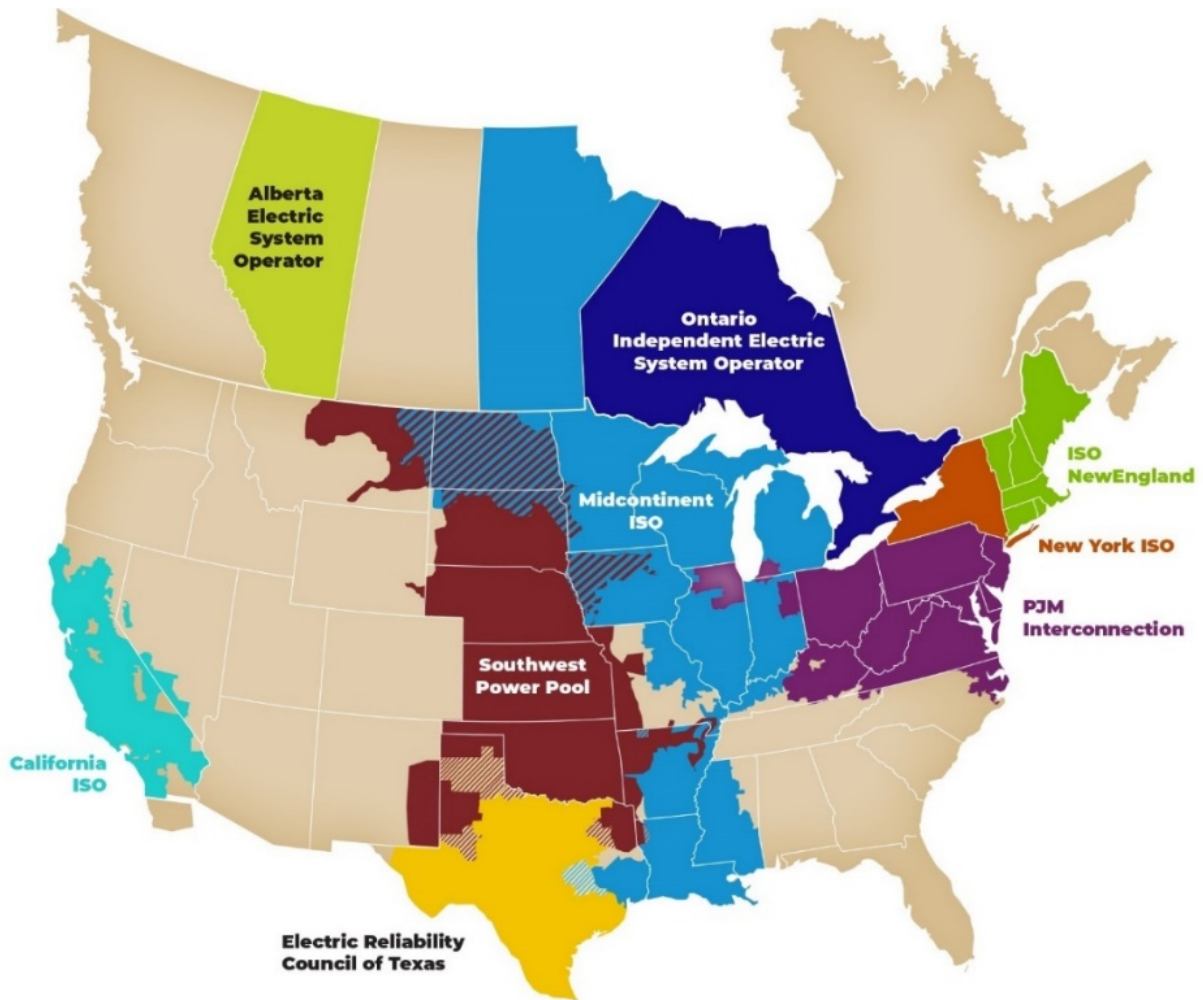 Alberta
Electric
System
Operator
Ontario
Independent Electric
System Operator
ISO
NewEngland
Midcontinent
ISO
New York ISO
PJM
Interconnection
Southwest
Power Pool
California
ISO
Electric Reliability
Council of Texas